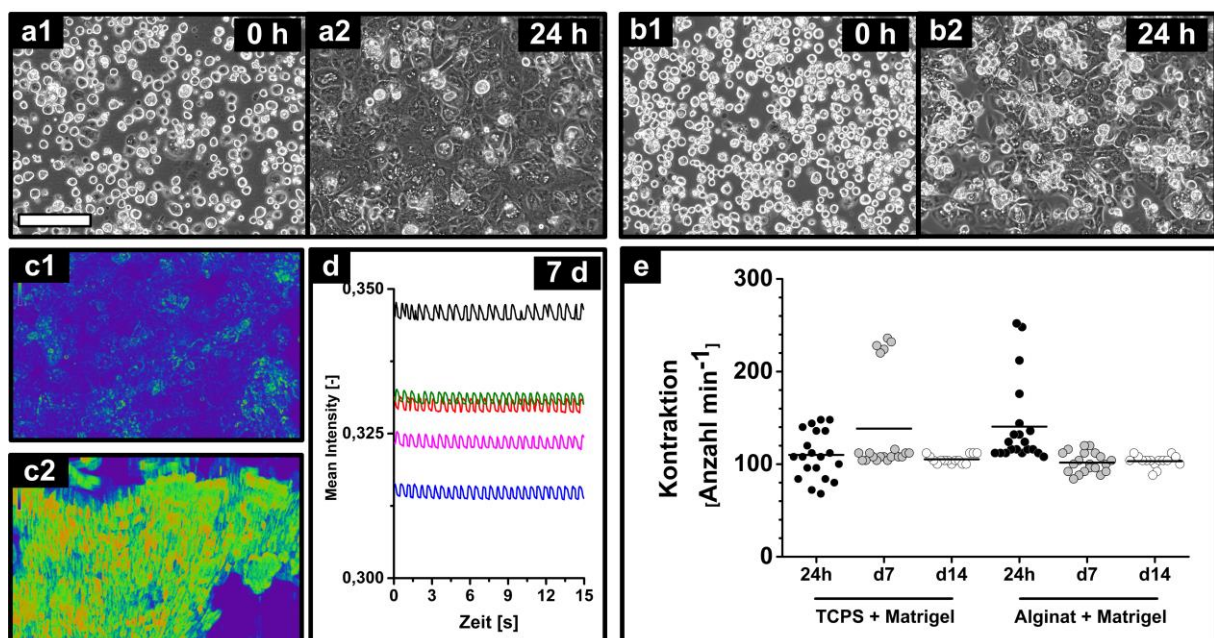 a1
0 h
a2
24 h
b1
0 h
b2
24 h
c1
c2
d
7 d
0,350
0,325
0,300
Mean Intensity [-]
0 3 6 9 12 15
Zeit [s]
e
300
200
100
0
Kontraktion
[Anzahl min-1]
24h d7 d14 24h d7 d14
TCPS + Matrigel Alginat + Matrigel